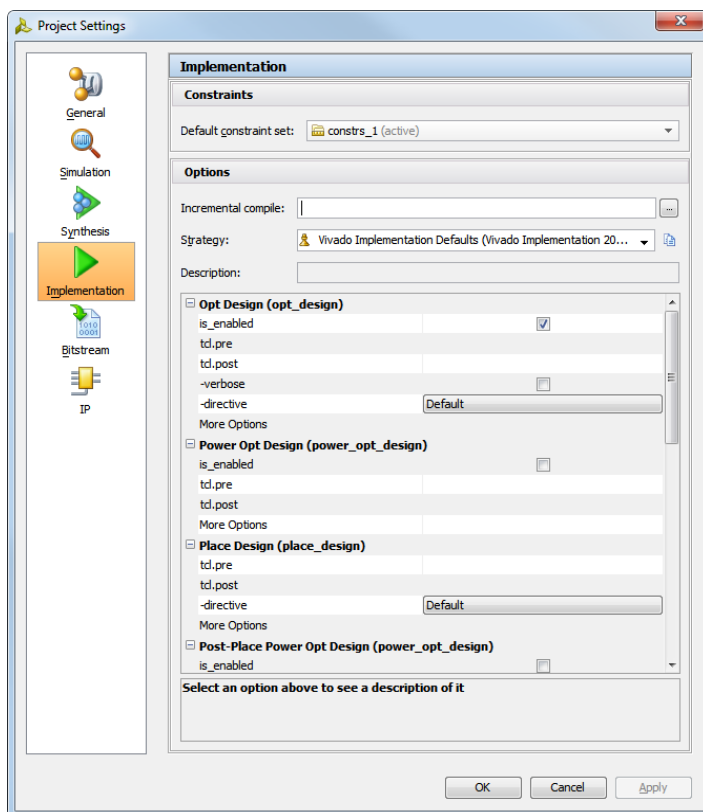 Project Settings
General
Simulation
Synthesis
Implementation
Bitstream
IP
Implementation
Constraints
Default constraint set: constrs_1 (active)
Options
Incremental compile: ...
Strategy: Vivado Implementation Defaults (Vivado Implementation 20...
Description:
Opt Design (opt_design)
is_enabled
tcl.pre
tcl.post
-verbose
-directive Default
More Options
Power Opt Design (power_opt_design)
is_enabled
tcl.pre
tcl.post
More Options
Place Design (place_design)
tcl.pre
tcl.post
-directive Default
More Options
Post-Place Power Opt Design (power_opt_design)
is_enabled
Select an option above to see a description of it
OK Cancel Apply